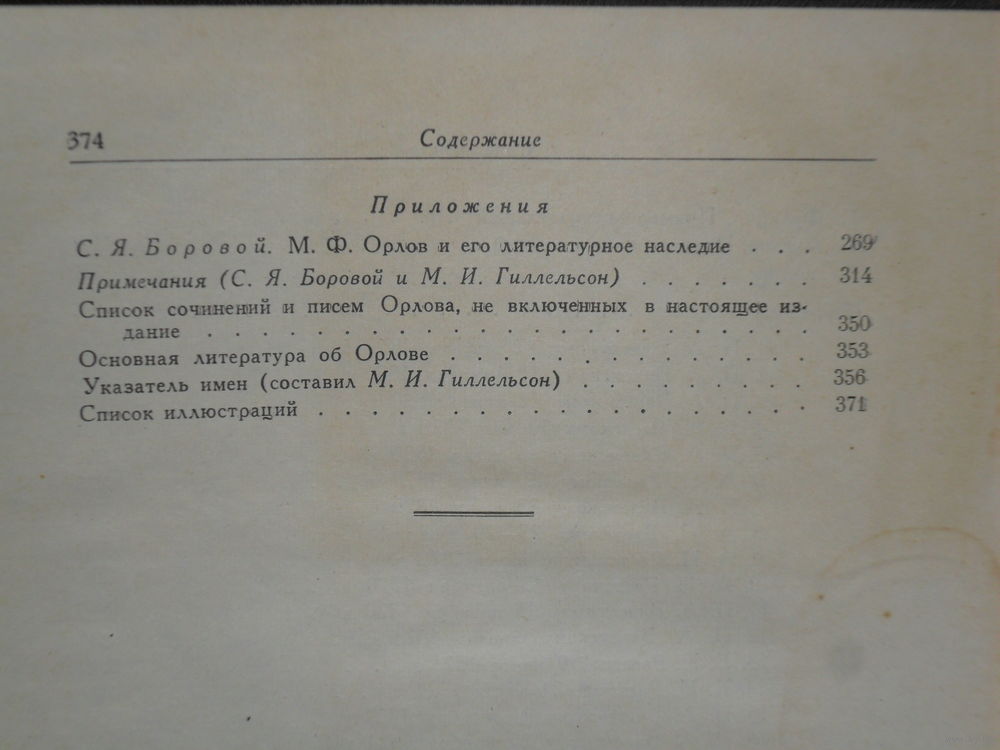 374 Содержание
Приложения
С. Я. Боровой. М. Ф. Орлов и его литературное наследие . . . 269
Примечания (С. Я. Боровой и М. И. Гиллельсон) . . . . . . . 314
Список сочинений и писем Орлова, не включенных в настоящее из-
дание . . . . . . . . . . . . . . . . . . . . . . 350
Основная литература об Орлове . . . . . . . . . . . . . . 353
Указатель имен (составил М. И. Гиллельсон) . . . . . . . . . 356
Список иллюстраций . . . . . . . . . . . . . . . . . . . 371